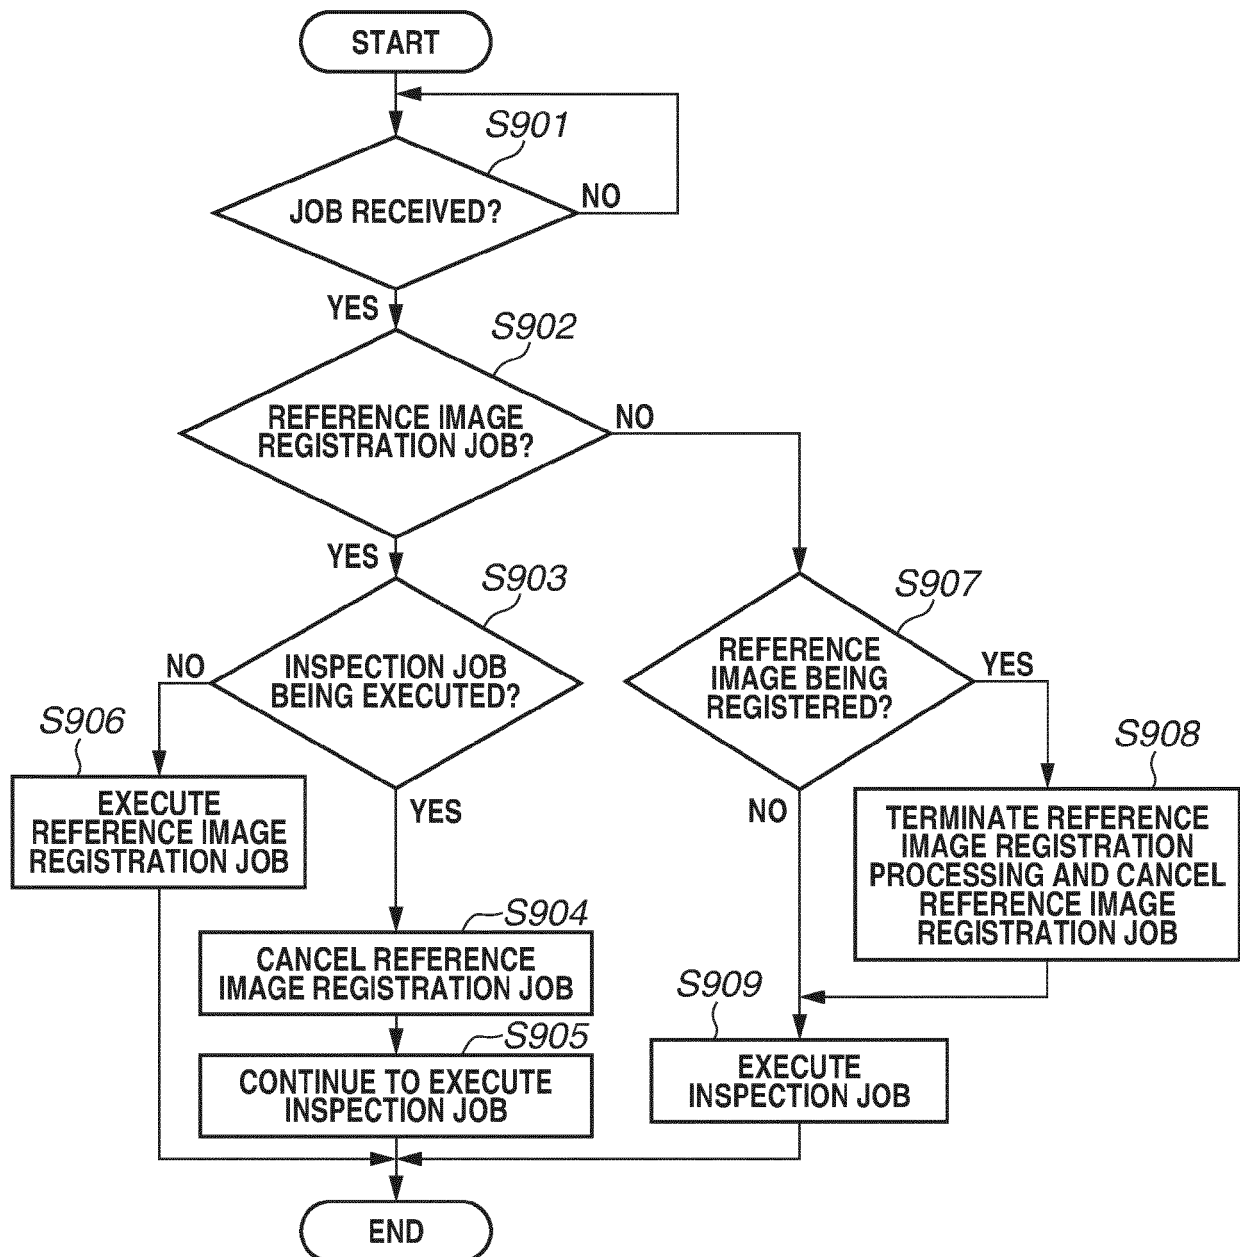 START
S901
JOB RECEIVED?
NO
YES
S902
REFERENCE IMAGE
REGISTRATION JOB?
NO
YES
S903
INSPECTION JOB
BEING EXECUTED?
NO
YES
S907
REFERENCE
IMAGE BEING
REGISTERED?
YES
NO
S906
EXECUTE
REFERENCE IMAGE
REGISTRATION JOB
S908
TERMINATE REFERENCE
IMAGE REGISTRATION
PROCESSING AND CANCEL
REFERENCE IMAGE
REGISTRATION JOB
S904
CANCEL REFERENCE
IMAGE REGISTRATION JOB
S905
CONTINUE TO EXECUTE
INSPECTION JOB
S909
EXECUTE
INSPECTION JOB
END